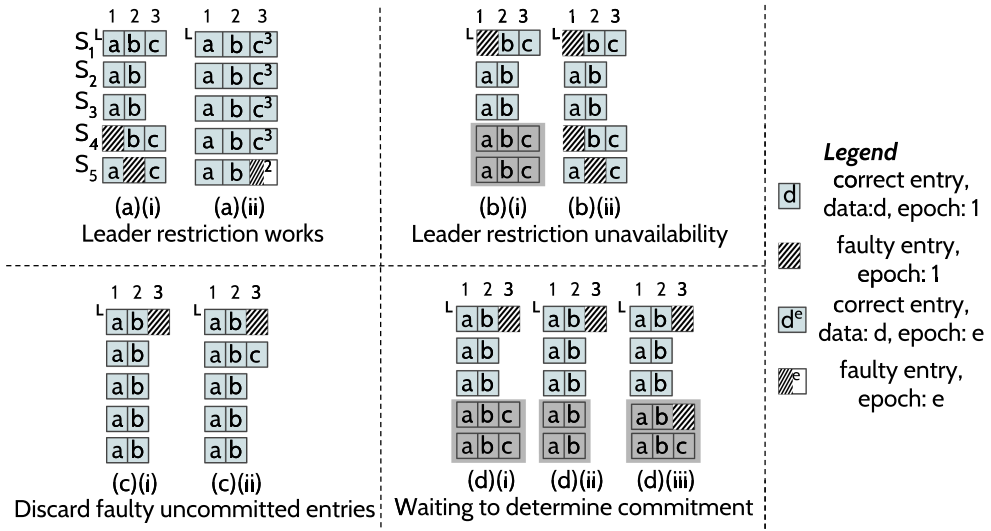 1 2 3
L
S1 a b c
S2 a b
S3 a b
S4 b c
S5 a c
(a)(i)
1 2 3
L
a b c³
a b c³
a b c³
a b c³
a b 2
(a)(ii)
Leader restriction works
1 2 3
L
b c
a b
a b
a b c
a b c
(b)(i)
1 2 3
L
b c
a b
a b
b c
a c
(b)(ii)
Leader restriction unavailability
1 2 3
L
a b
a b
a b
a b
a b
(c)(i)
1 2 3
L
a b
a b c
a b
a b
a b
(c)(ii)
Discard faulty uncommitted entries
1 2 3
L
a b
a b
a b
a b c
a b c
(d)(i)
1 2 3
L
a b
a b
a b
a b
a b
(d)(ii)
1 2 3
L
a b
a b
a b
a b
a b c
(d)(iii)
Waiting to determine commitment
Legend
d
correct entry,
data:d, epoch: 1
faulty entry,
epoch: 1
dᵉ
correct entry,
data: d, epoch: e
e
faulty entry,
epoch: e